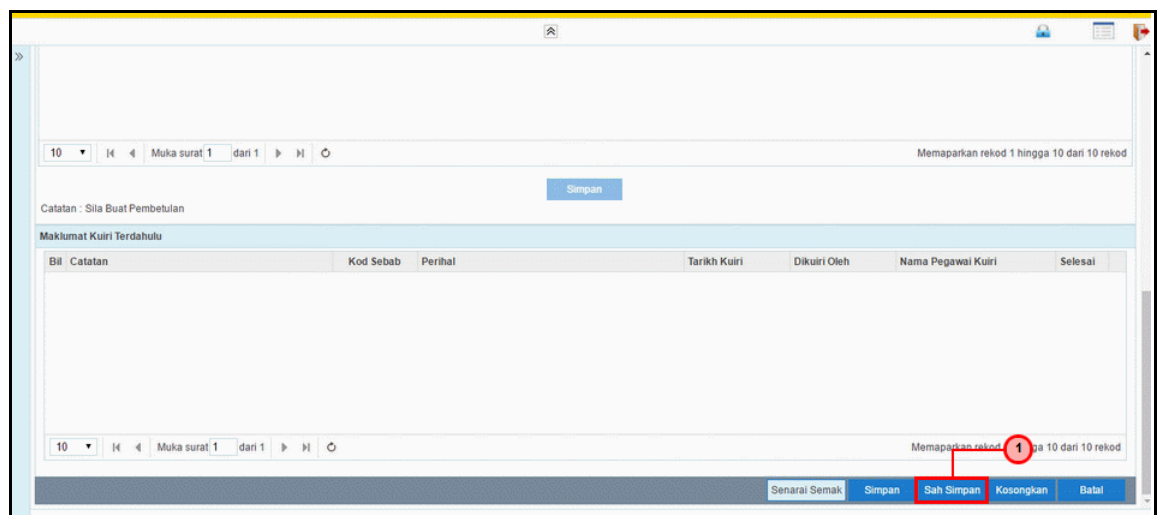 10 Muka surat 1 dari 1 Memaparkan rekod 1 hingga 10 dari 10 rekod
Simpan
Catatan : Sila Buat Pembetulan
Maklumat Kuiri Terdahulu
Bil Catatan Kod Sebab Perihal Tarikh Kuiri Dikuiri Oleh Nama Pegawai Kuiri Selesai
10 Muka surat 1 dari 1 Memaparkan rekod 1 ga 10 dari 10 rekod
Senarai Semak Simpan Sah Simpan Kosongkan Batal